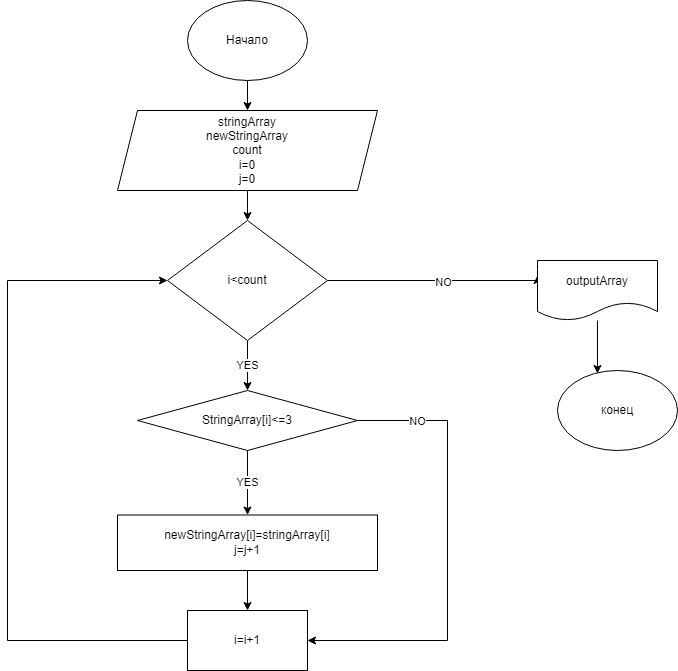 Начало
stringArray
newStringArray
count
i=0
j=0
i<count
NO
outputArray
YES
конец
StringArray[i]<=3
NO
YES
newStringArray[i]=stringArray[i]
j=j+1
i=i+1